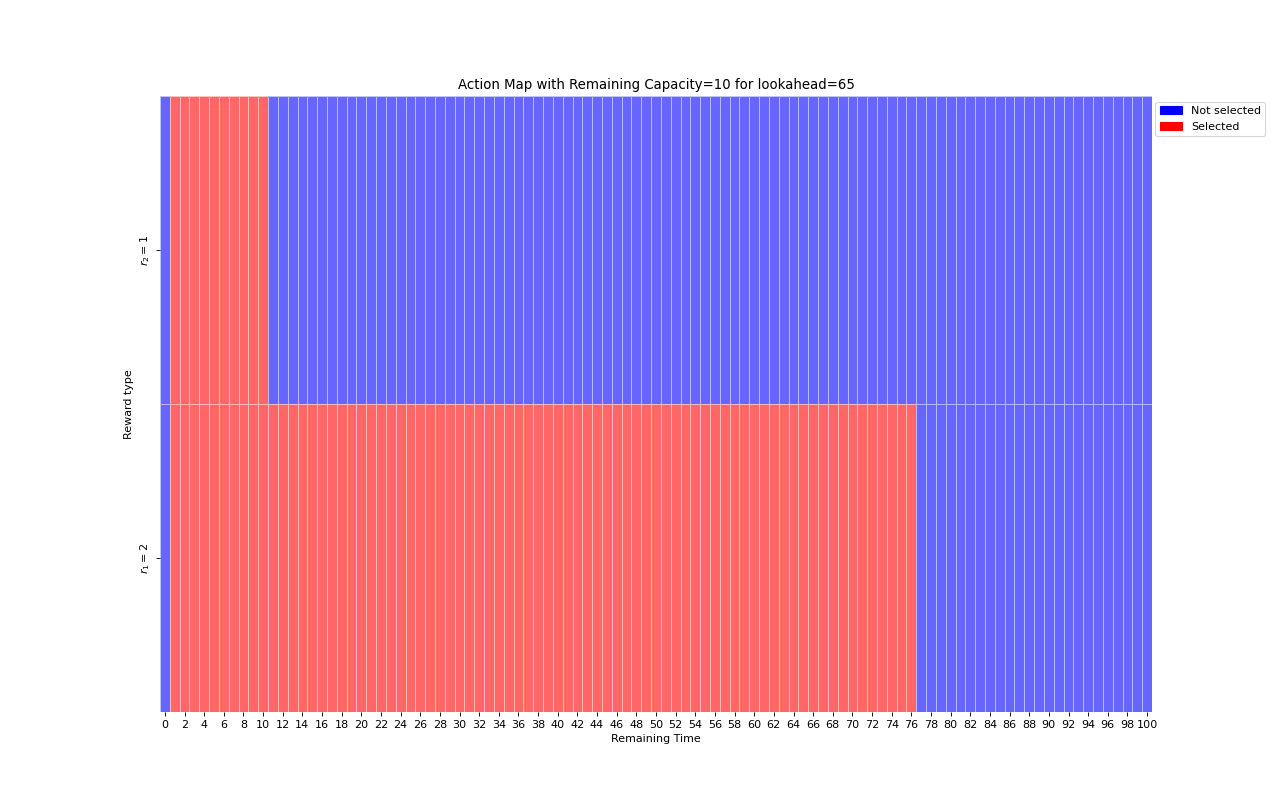 Action Map with Remaining Capacity=10 for lookahead=65
Not selected
Selected
r₂ = 1
r₁ = 2
Reward type
0 2 4 6 8 10 12 14 16 18 20 22 24 26 28 30 32 34 36 38 40 42 44 46 48 50 52 54 56 58 60 62 64 66 68 70 72 74 76 78 80 82 84 86 88 90 92 94 96 98 100
Remaining Time